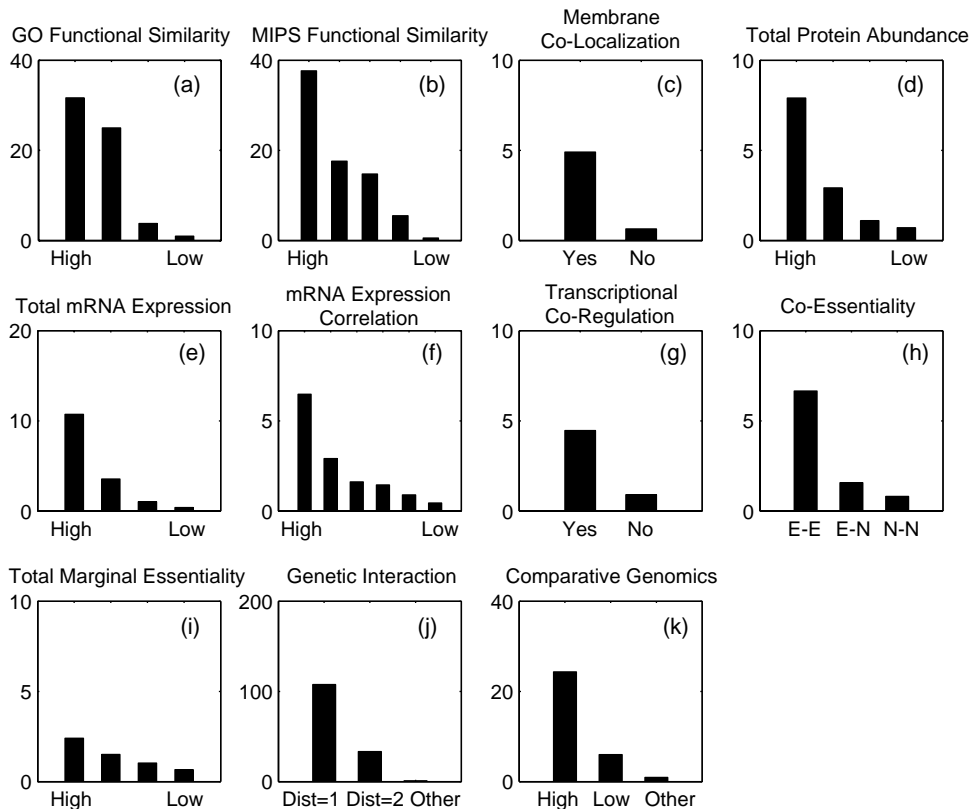 GO Functional Similarity
(a)
40
20
0
High Low
MIPS Functional Similarity
(b)
40
20
0
High Low
Membrane
Co-Localization
(c)
10
5
0
Yes No
Total Protein Abundance
(d)
10
5
0
High Low
Total mRNA Expression
(e)
20
10
0
High Low
mRNA Expression
Correlation
(f)
10
5
0
High Low
Transcriptional
Co-Regulation
(g)
10
5
0
Yes No
Co-Essentiality
(h)
10
5
0
E-E E-N N-N
Total Marginal Essentiality
(i)
10
5
0
High Low
Genetic Interaction
(j)
200
100
0
Dist=1 Dist=2 Other
Comparative Genomics
(k)
40
20
0
High Low Other